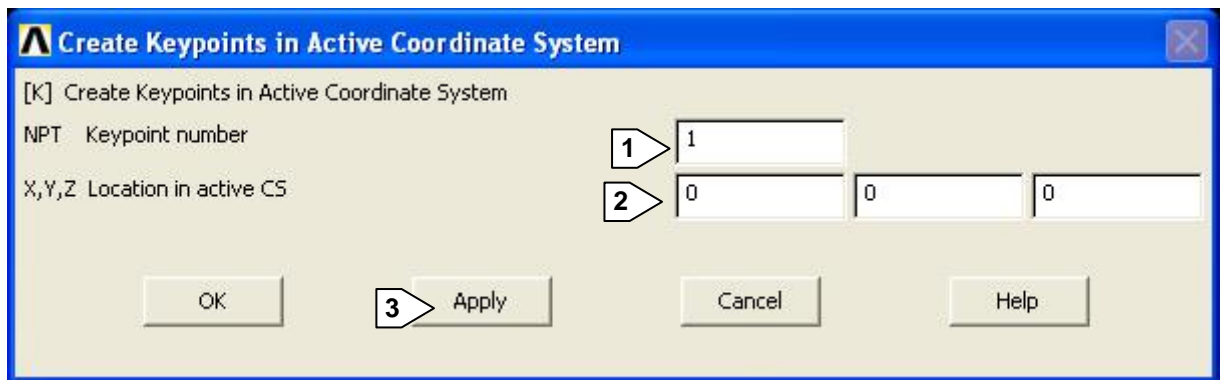 Create Keypoints in Active Coordinate System
[K] Create Keypoints in Active Coordinate System
NPT Keypoint number 1 1
X,Y,Z Location in active CS 2 0 0 0
OK 3 Apply Cancel Help